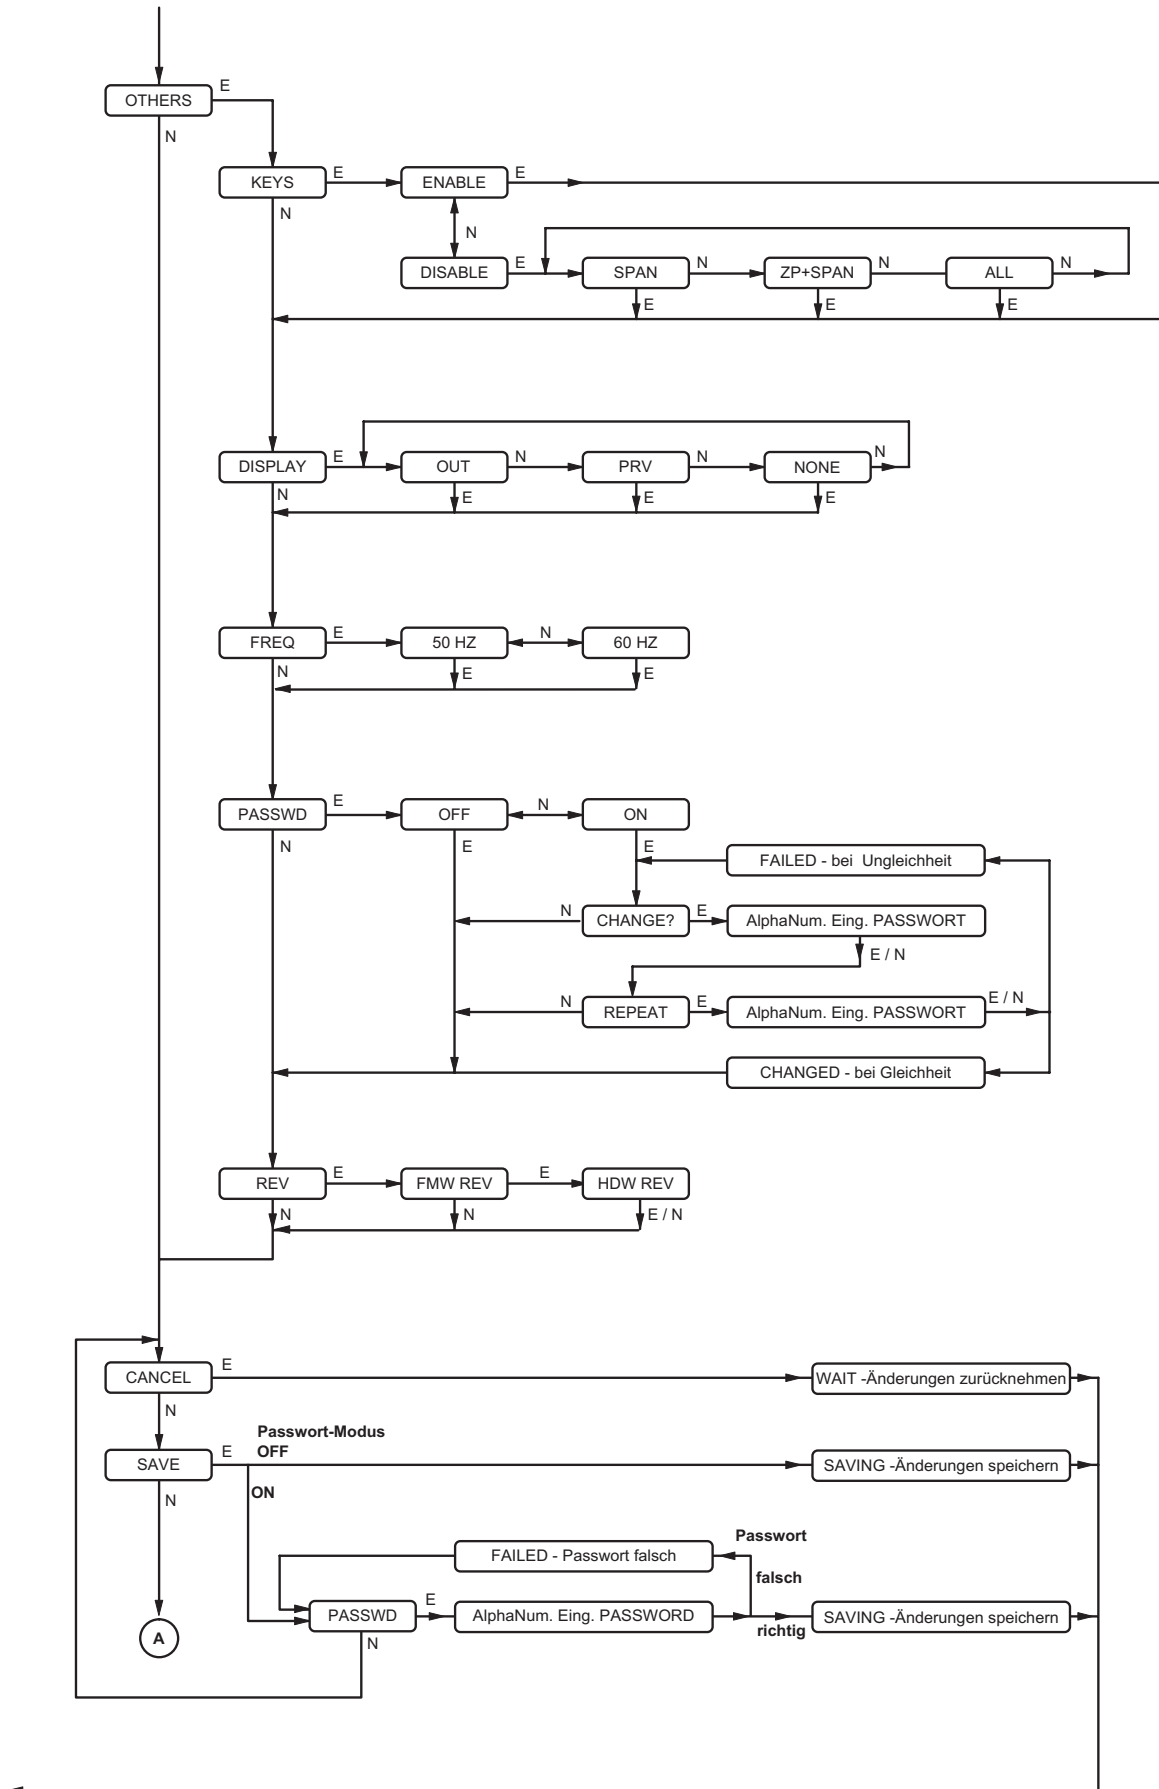 E
OTHERS
N
KEYS E ENABLE E
N
N
DISABLE E SPAN N ZP+SPAN N ALL N
E E E
DISPLAY E OUT N PRV N NONE N
N E E E
FREQ E 50 HZ N 60 HZ
N E E
PASSWD E OFF N ON
N E E
FAILED - bei Ungleichheit
N CHANGE? E AlphaNum. Eing. PASSWORT
E / N
N REPEAT E AlphaNum. Eing. PASSWORT E / N
CHANGED - bei Gleichheit
REV E FMW REV E HDW REV
N N E / N
CANCEL E WAIT -Änderungen zurücknehmen
N
Passwort-Modus
OFF
SAVE E SAVING -Änderungen speichern
N ON
Passwort
FAILED - Passwort falsch
falsch
PASSWD E AlphaNum. Eing. PASSWORD SAVING -Änderungen speichern
richtig
A N